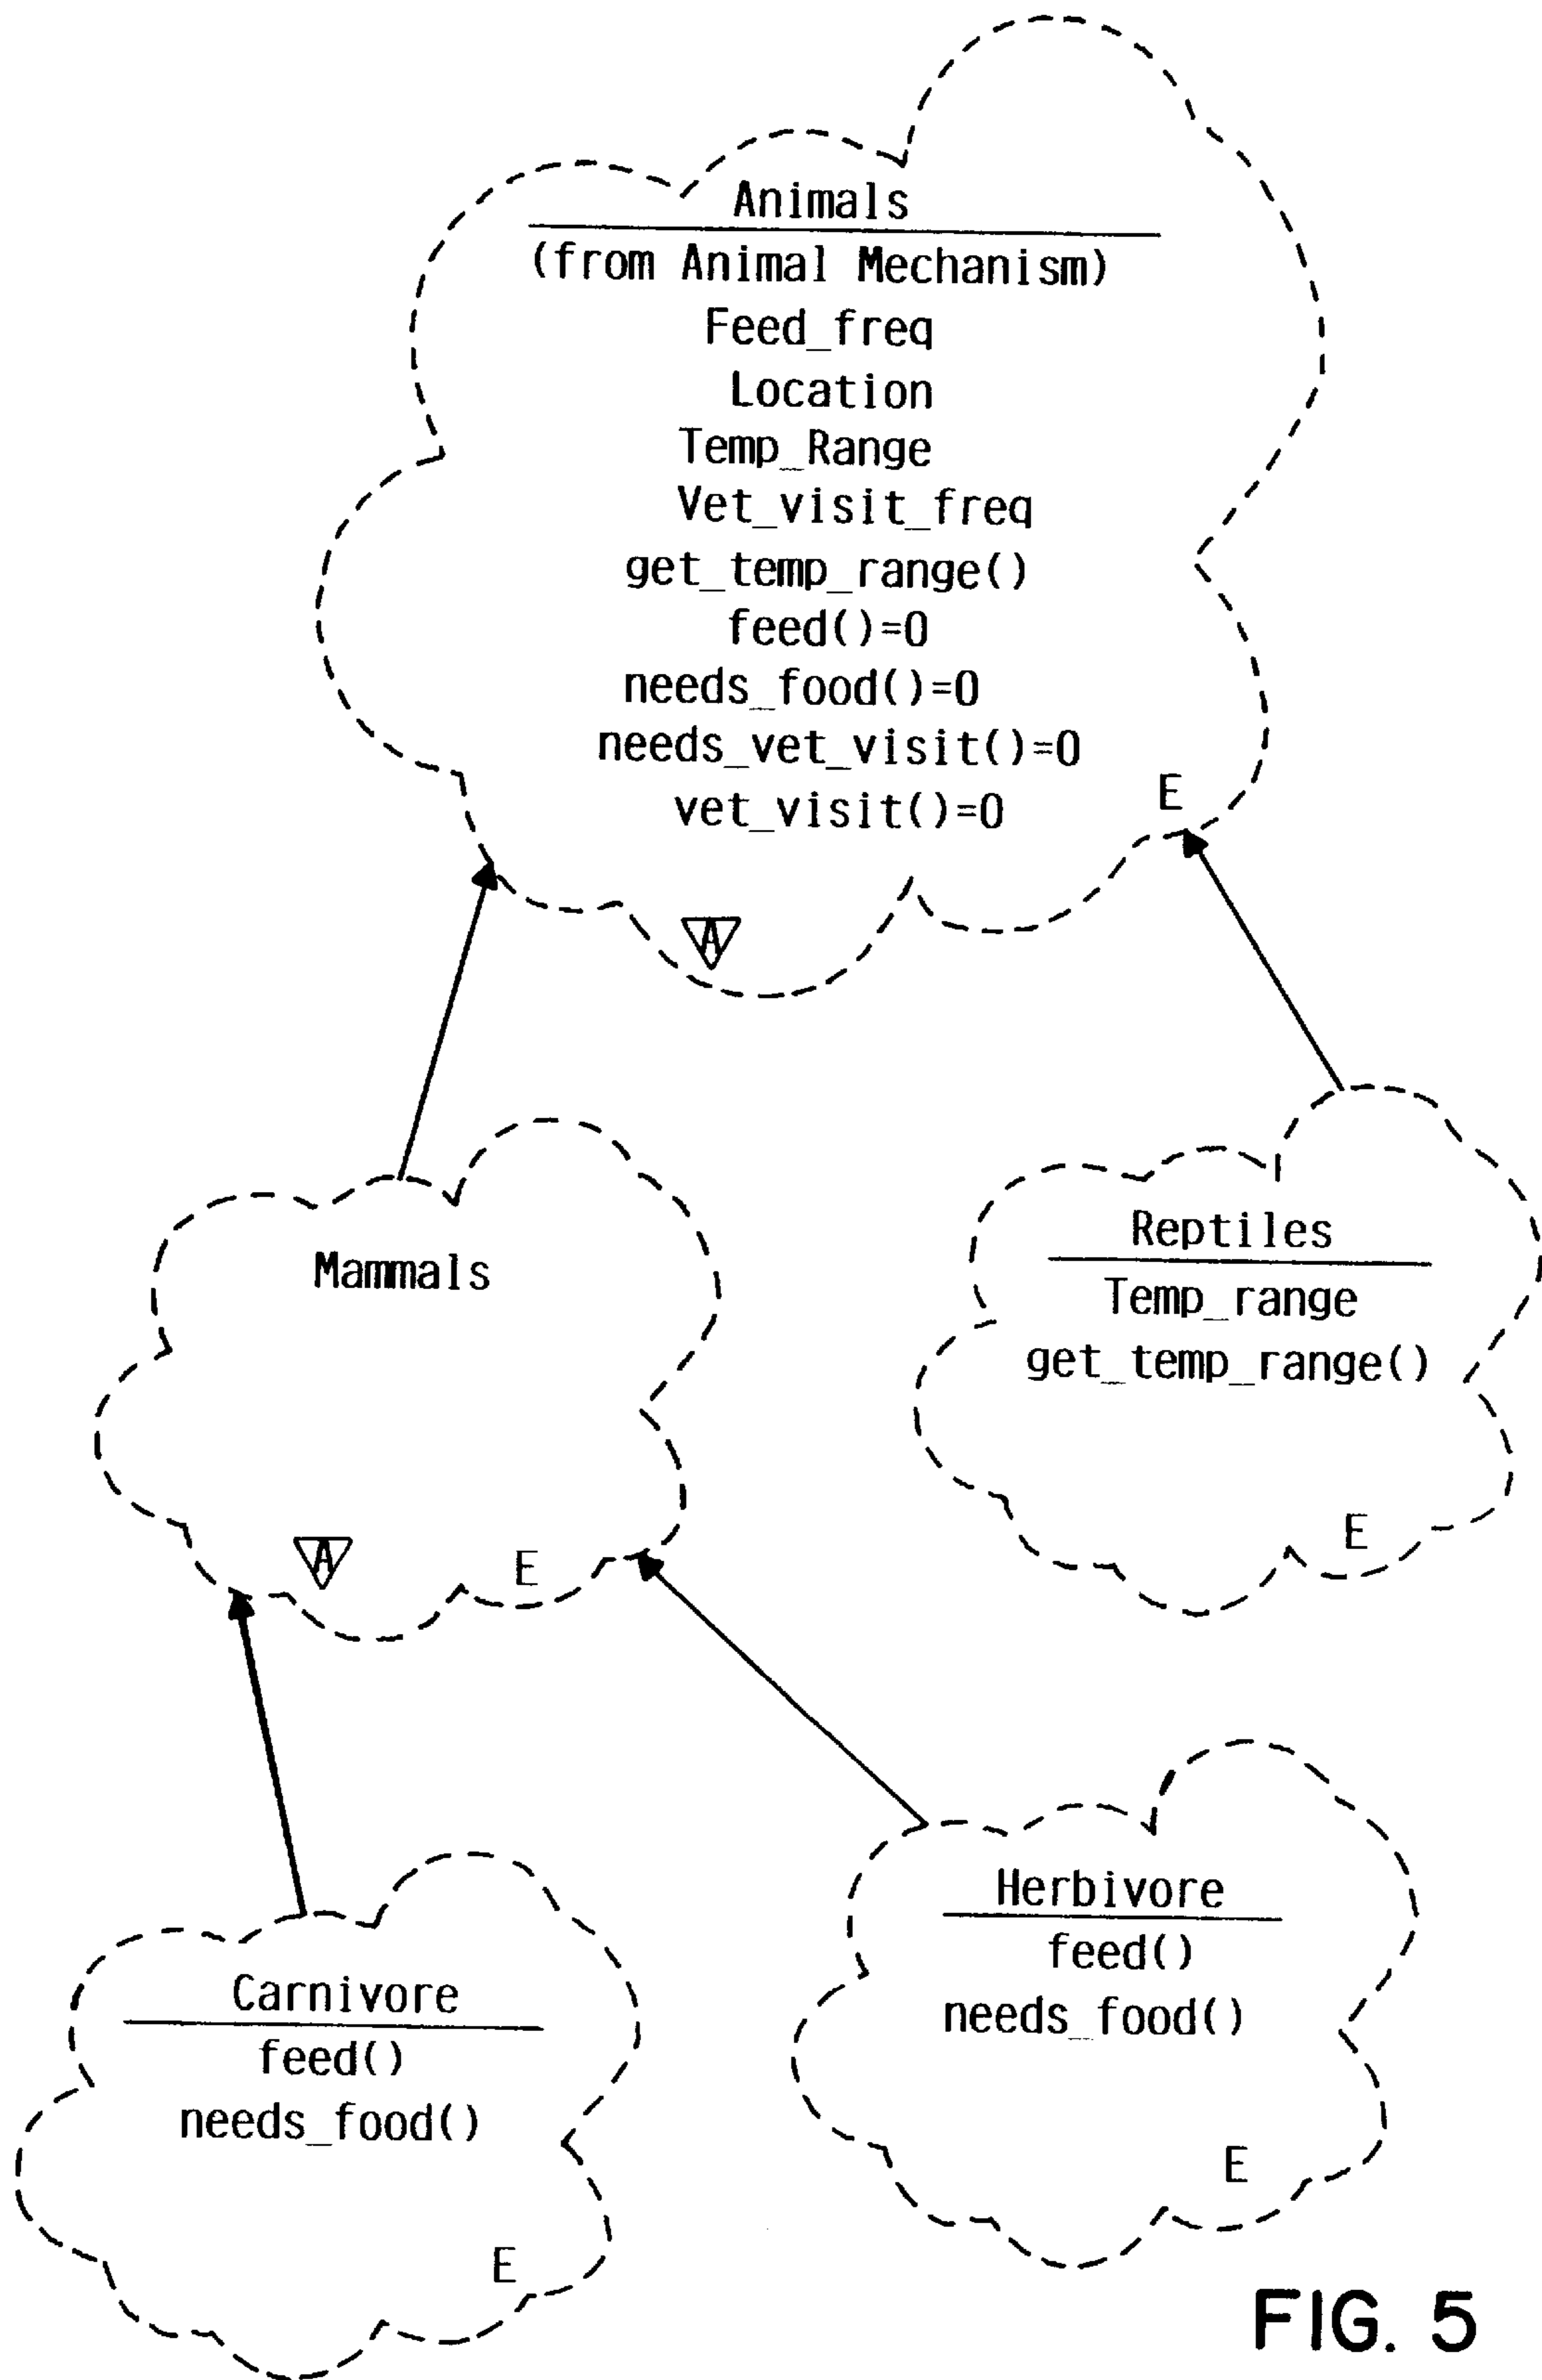 Animals
(from Animal Mechanism)
Feed_freq
Location
Temp_Range
Vet_visit_freq
get_temp_range()
feed()=0
needs_food()=0
needs_vet_visit()=0
vet_visit()=0
E
A
Mammals
A
E
Reptiles
Temp_range
get_temp_range()
E
Carnivore
feed()
needs_food()
E
Herbivore
feed()
needs_food()
E
FIG. 5